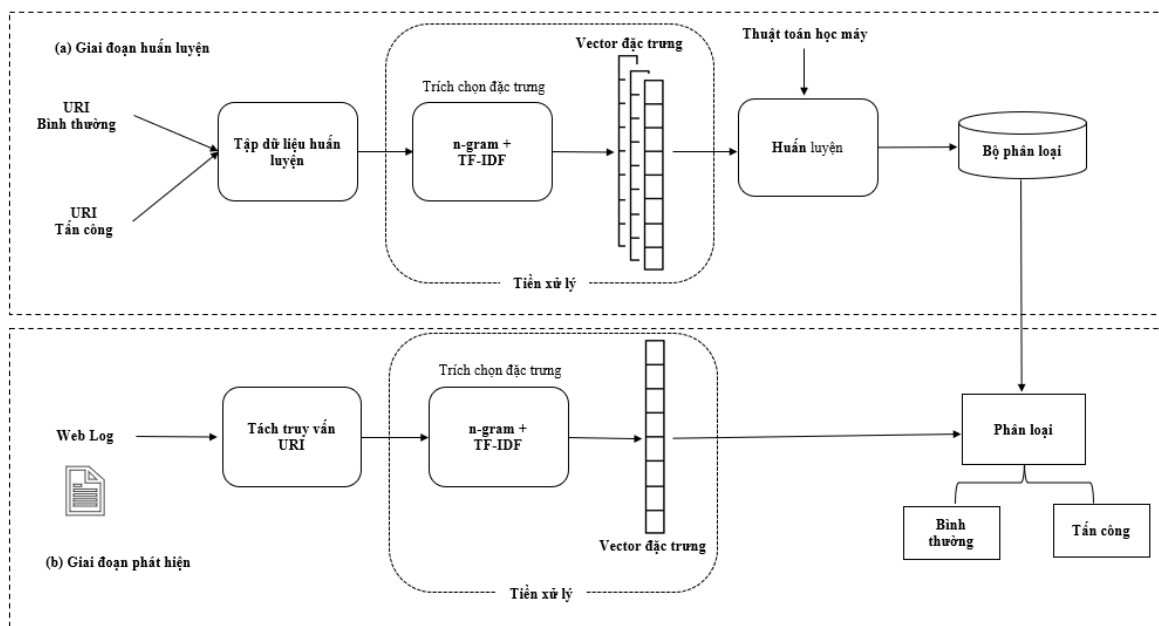 (a) Giai đoạn huấn luyện
URI
Bình thường
URI
Tấn công
Tập dữ liệu huấn
luyện
Trích chọn đặc trưng
n-gram +
TF-IDF
Vector đặc trưng
Tiền xử lý
Thuật toán học máy
Huấn luyện
Bộ phân loại
Web Log
Tách truy vấn
URI
Trích chọn đặc trưng
n-gram +
TF-IDF
Vector đặc trưng
Tiền xử lý
Phân loại
Bình
thường
Tấn công
(b) Giai đoạn phát hiện